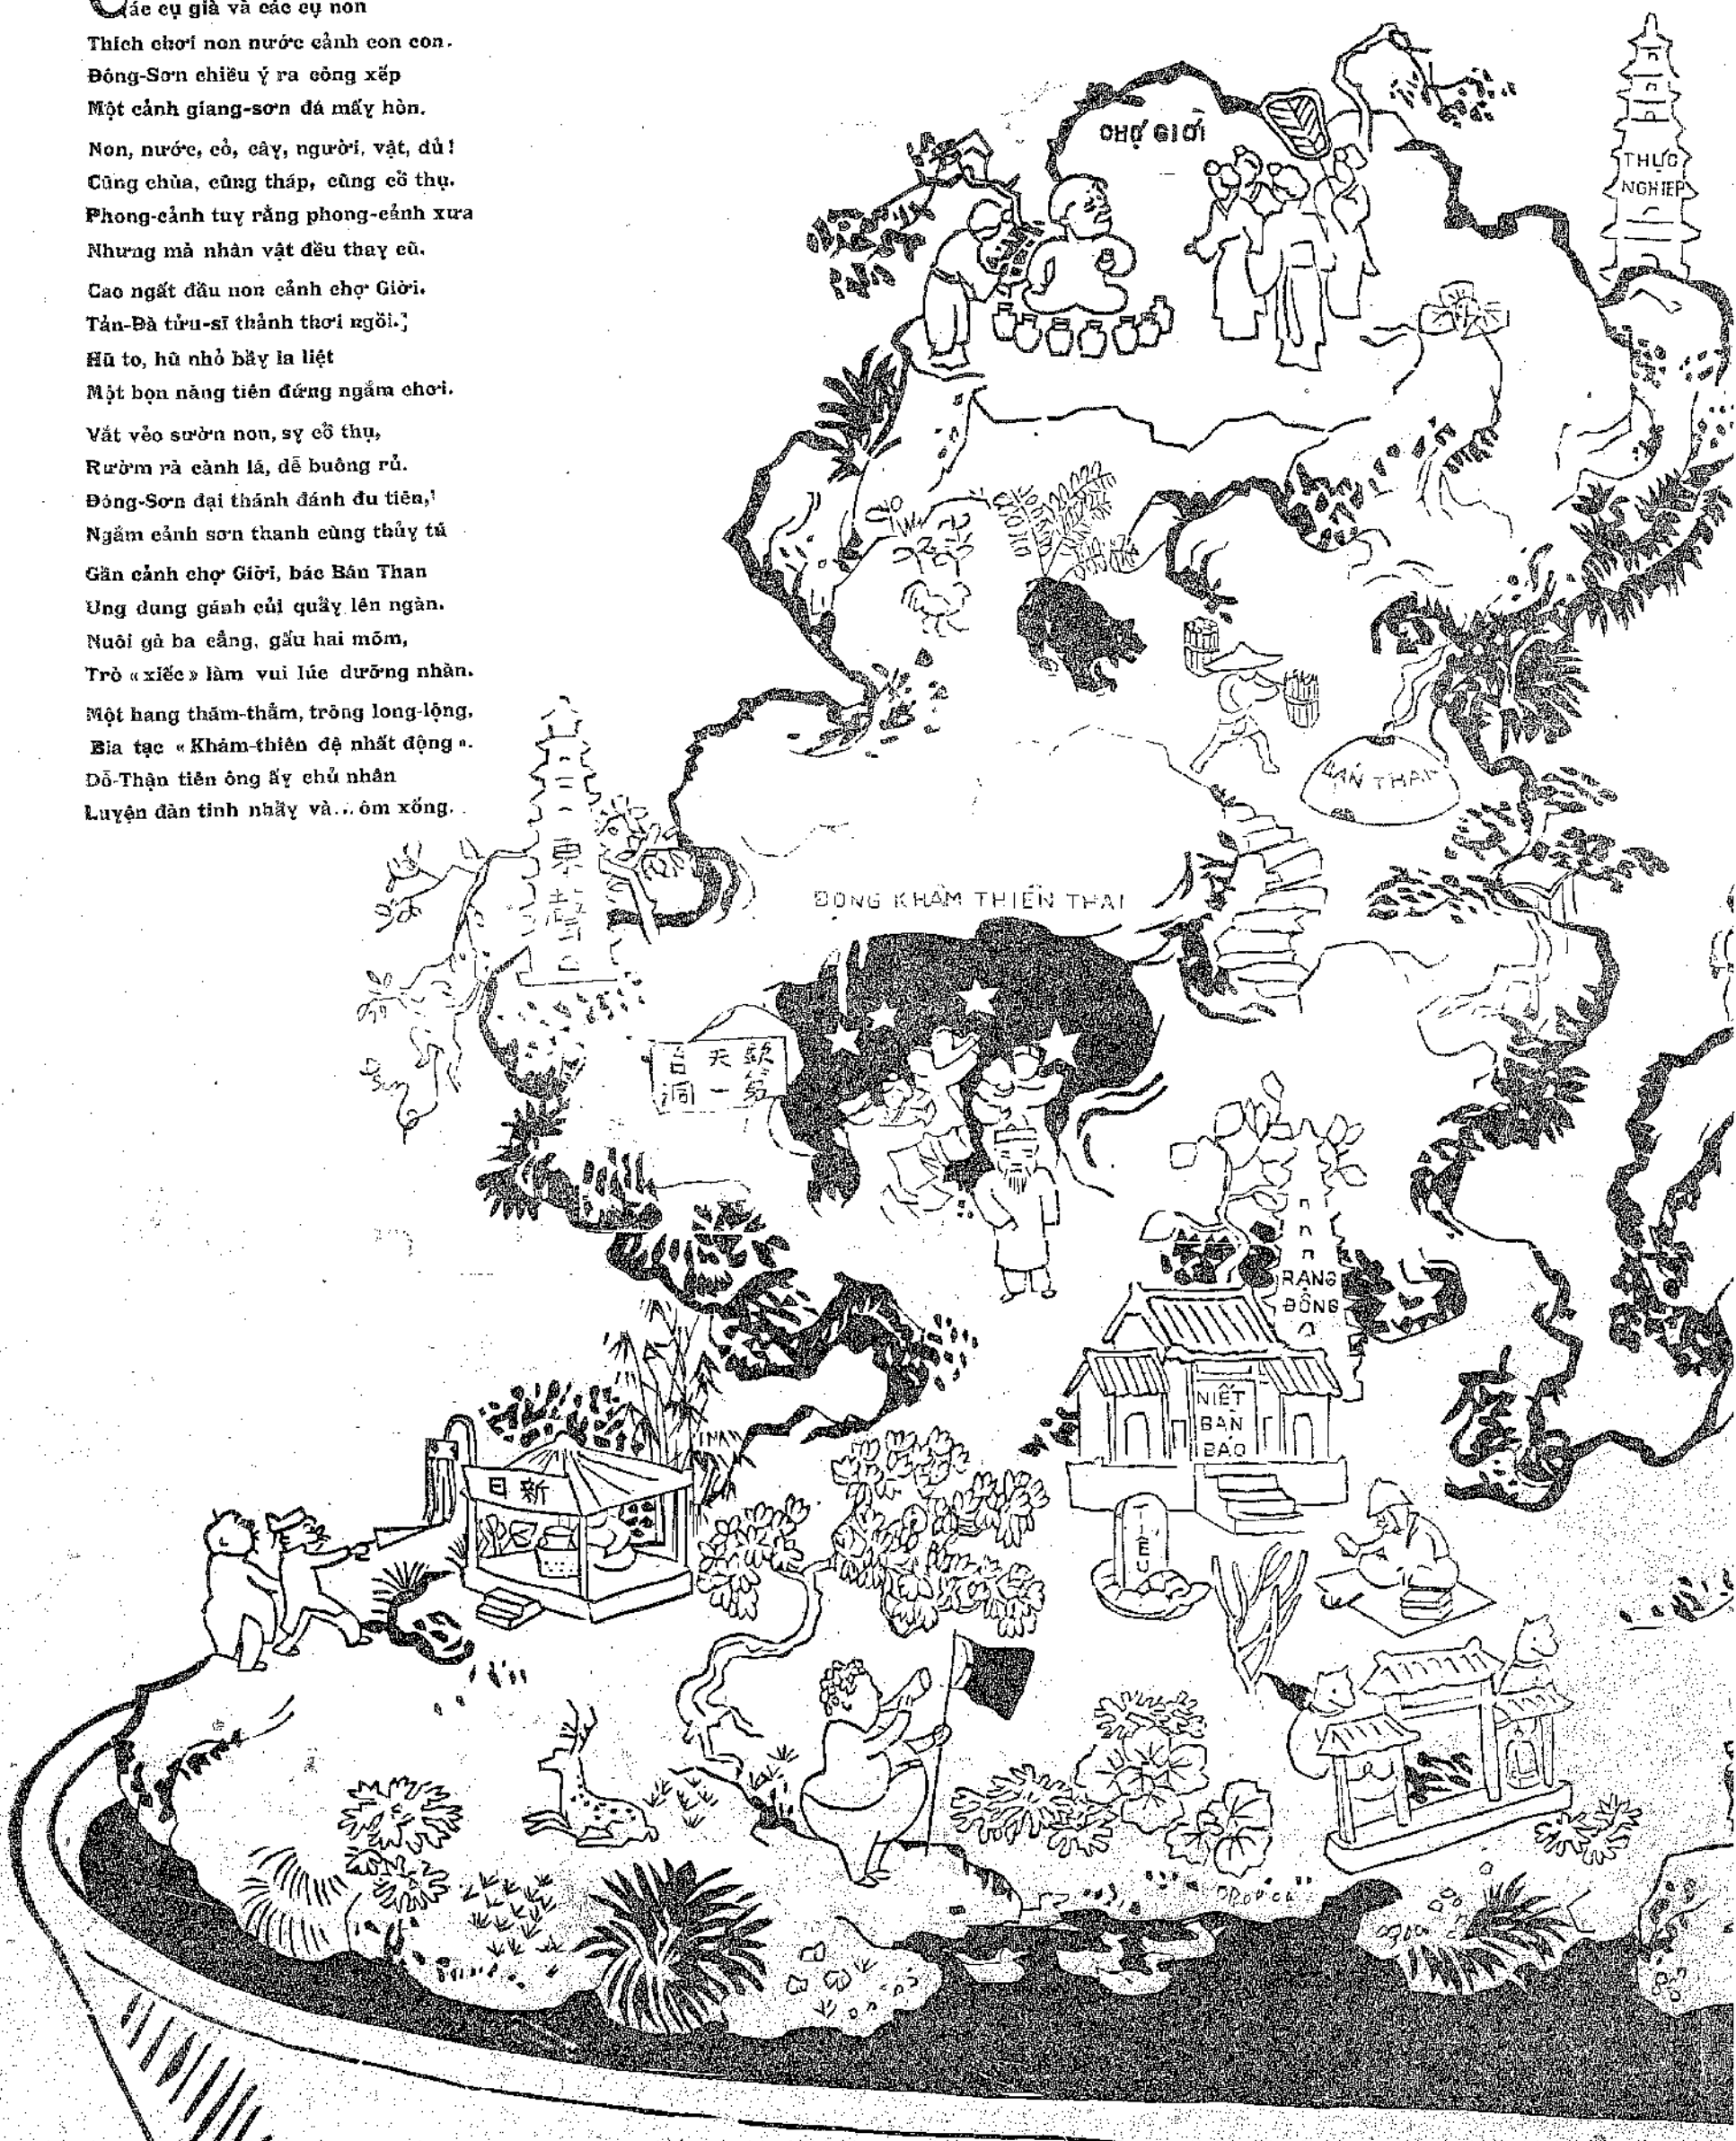 Các cụ già và các cụ non
Thích chơi non nước cảnh con con.
Đông-Sơn chiều ý ra công xếp
Một cảnh giang-sơn đá mấy hòn.
Non, nước, cỏ, cây, người, vật, đủ!
Cũng chùa, cũng tháp, cũng cổ thụ.
Phong-cảnh tuy rằng phong-cảnh xưa
Nhưng mà nhân vật đều thay cũ.
Cao ngất đầu non cảnh chợ Giời.
Tản-Đà tửu-sĩ thảnh thơi ngồi.
Hũ to, hũ nhỏ bầy la liệt
Một bọn nàng tiên đứng ngắm chơi.
Vắt vẻo sườn non, sy cổ thụ,
Rườm rà cành lá, dễ buông rủ.
Đông-Sơn đại thánh đánh đu tiên,
Ngắm cảnh sơn thanh cùng thủy tú
Gần cảnh chợ Giời, bác Bán Than
Ung dung gánh củi quẩy lên ngàn.
Nuôi gà ba cẳng, gấu hai mõm,
Trò « xiếc » làm vui lúc dưỡng nhàn.
Một hang thăm-thẳm, trông long-lộng,
Bia tạc « Khâm-thiên đệ nhất động ».
Đỗ-Thận tiên ông ấy chủ nhân
Luyện đàn tinh nhẩy và... ôm xống.
CHỢ GIỜI
THỰC
NGHIỆP
BÁN THAN
東
聲
ĐỘNG KHÂM THIÊN THAI
台 天 欽
洞 一 第
RẠNG
ĐÔNG
NIẾT
BÀN
BÁO
日 新
TIÊU